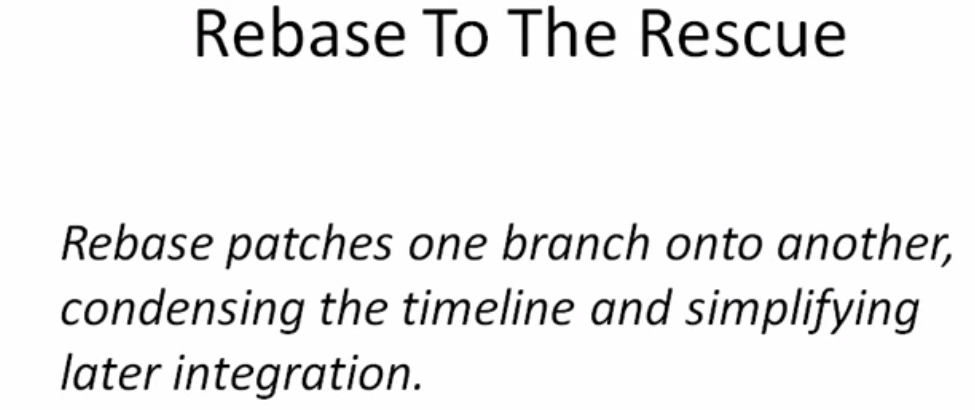 Rebase To The Rescue
Rebase patches one branch onto another,
condensing the timeline and simplifying
later integration.